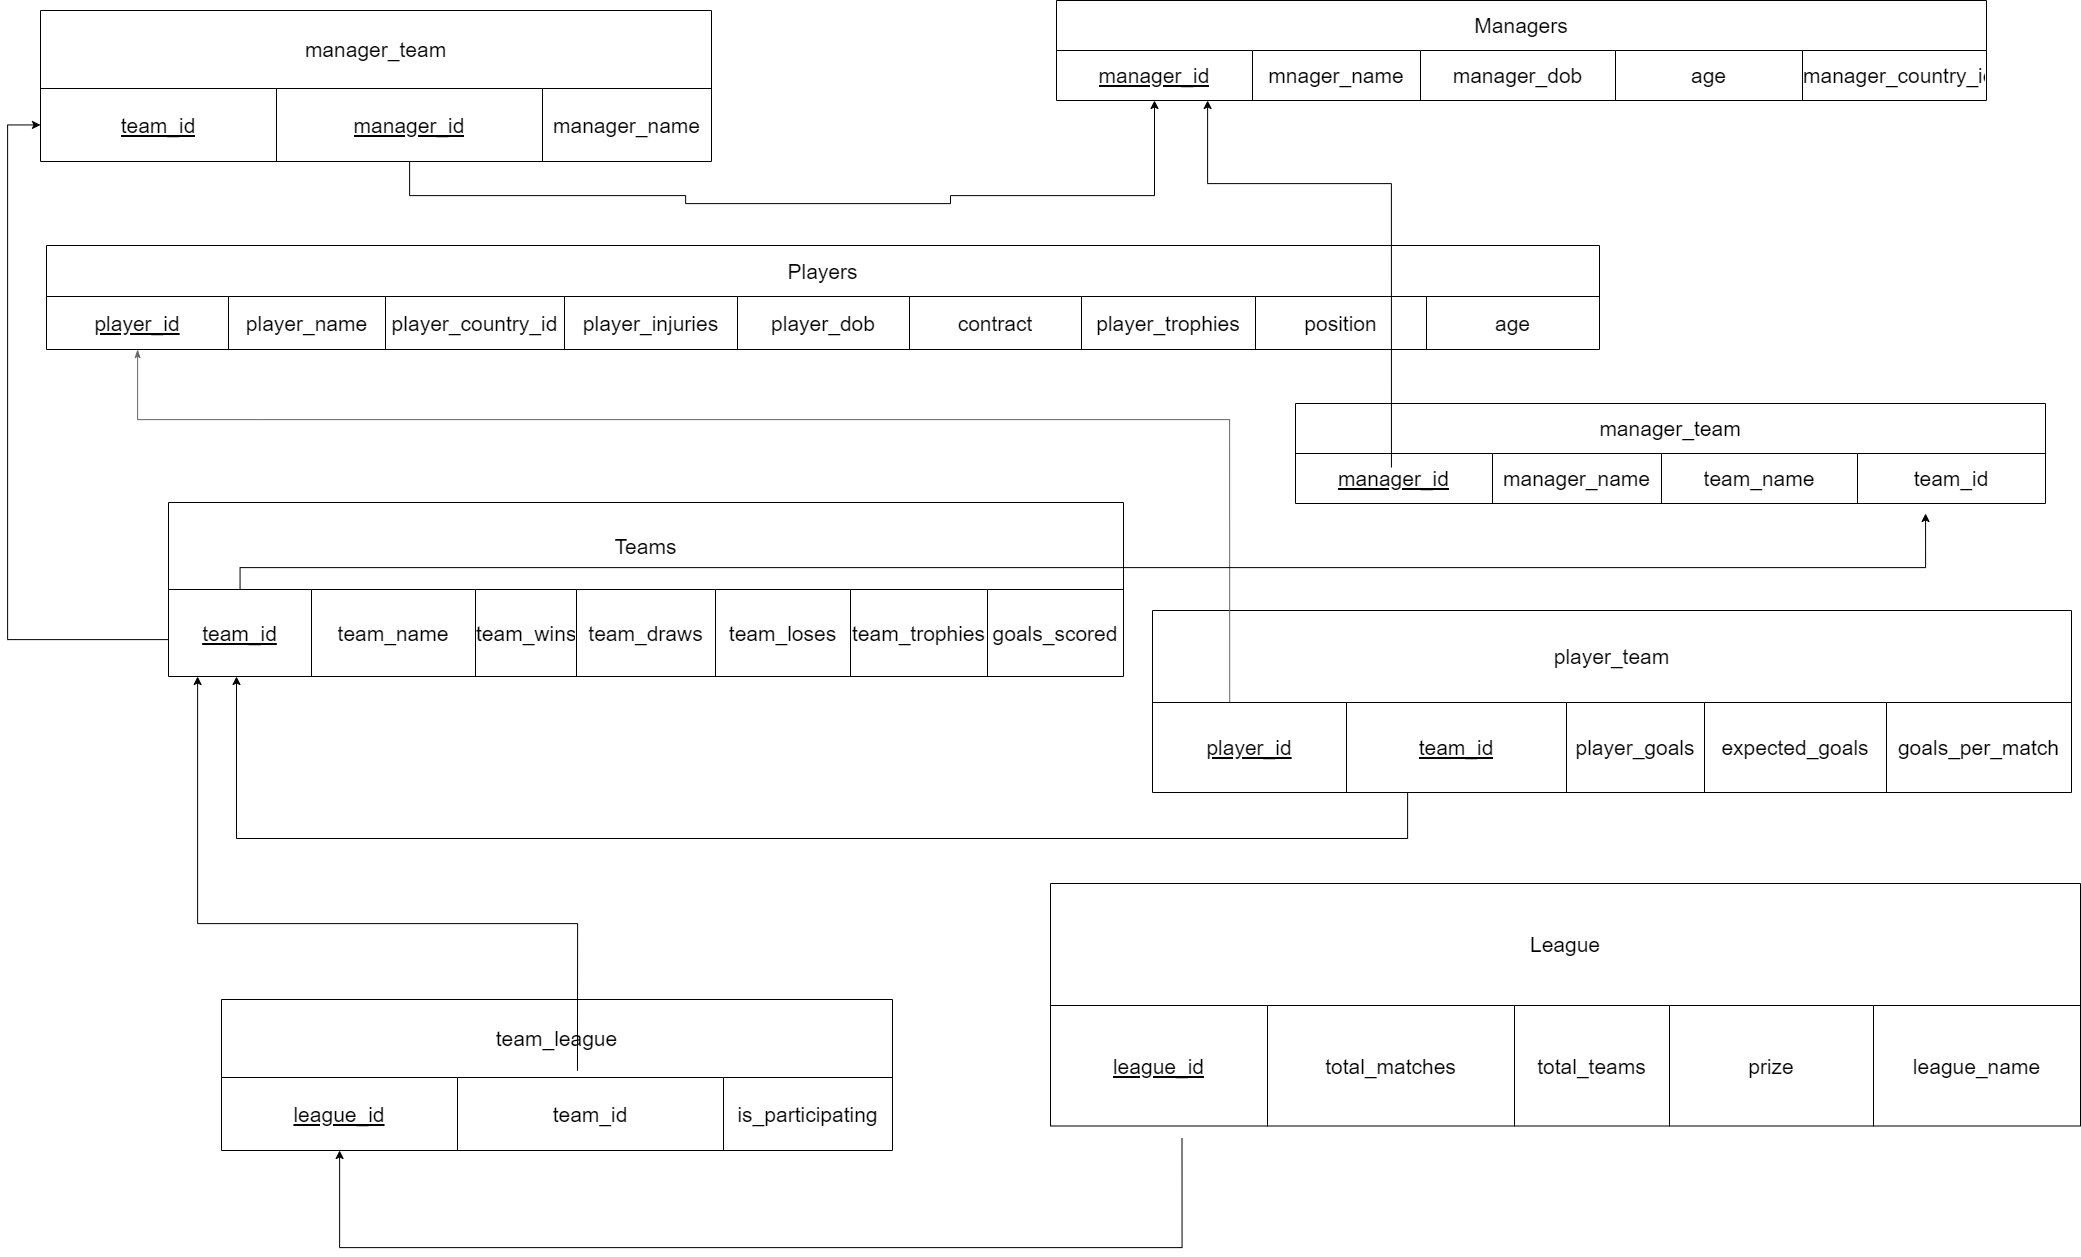 manager_team
team_id manager_id manager_name
Managers
manager_id mnager_name manager_dob age manager_country_i
Players
player_id player_name player_country_id player_injuries player_dob contract player_trophies position age
manager_team
manager_id manager_name team_name team_id
Teams
team_id team_name team_wins team_draws team_loses team_trophies goals_scored
player_team
player_id team_id player_goals expected_goals goals_per_match
League
league_id total_matches total_teams prize league_name
team_league
league_id team_id is_participating